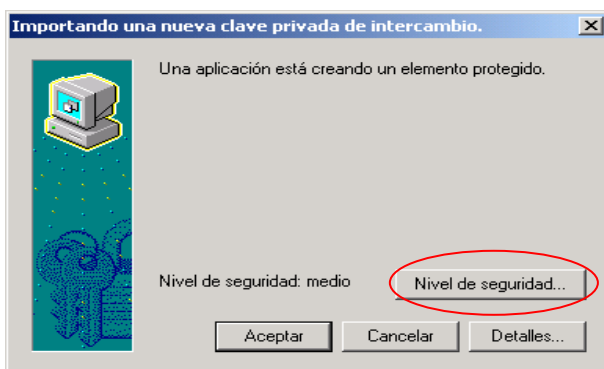 Importando una nueva clave privada de intercambio.
Una aplicación está creando un elemento protegido.
Nivel de seguridad: medio
Nivel de seguridad...
Aceptar
Cancelar
Detalles...